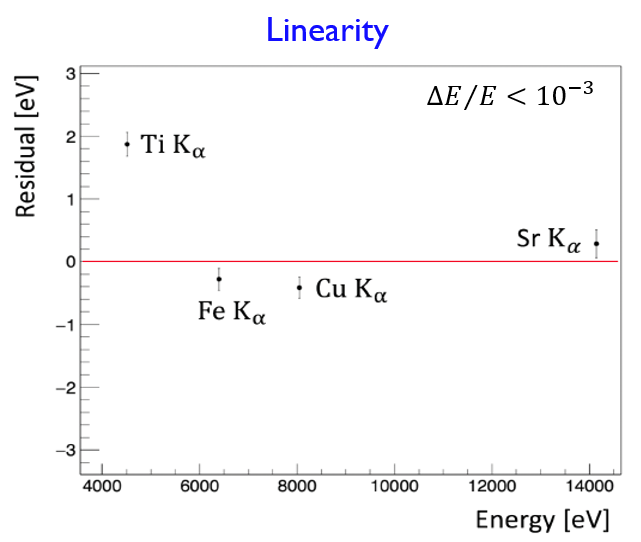 Linearity
Residual [eV]
3
2
1
0
−1
−2
−3
ΔE/E < 10⁻³
Ti Kα
Sr Kα
Fe Kα
Cu Kα
4000 6000 8000 10000 12000 14000
Energy [eV]